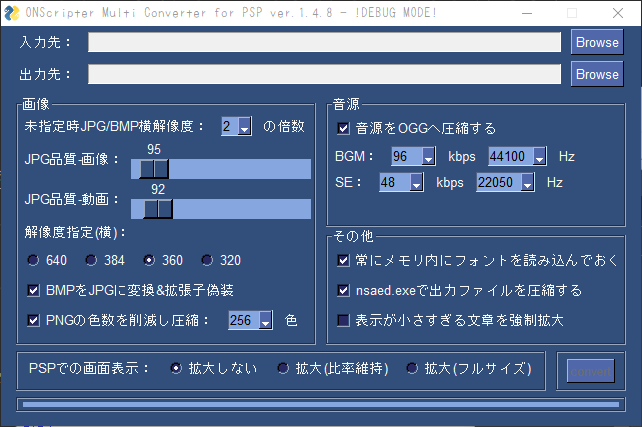 ONScripter Multi Converter for PSP ver.1.4.8 - !DEBUG MODE!
入力先： Browse
出力先： Browse
画像
未指定時JPG/BMP横解像度： 2 の倍数
95
JPG品質-画像：
92
JPG品質-動画：
解像度指定(横)：
640 384 360 320
BMPをJPGに変換&拡張子偽装
PNGの色数を削減し圧縮： 256 色
音源
音源をOGGへ圧縮する
BGM： 96 kbps 44100 Hz
SE： 48 kbps 22050 Hz
その他
常にメモリ内にフォントを読み込んでおく
nsaed.exeで出力ファイルを圧縮する
表示が小さすぎる文章を強制拡大
PSPでの画面表示： 拡大しない 拡大(比率維持) 拡大(フルサイズ)
convert